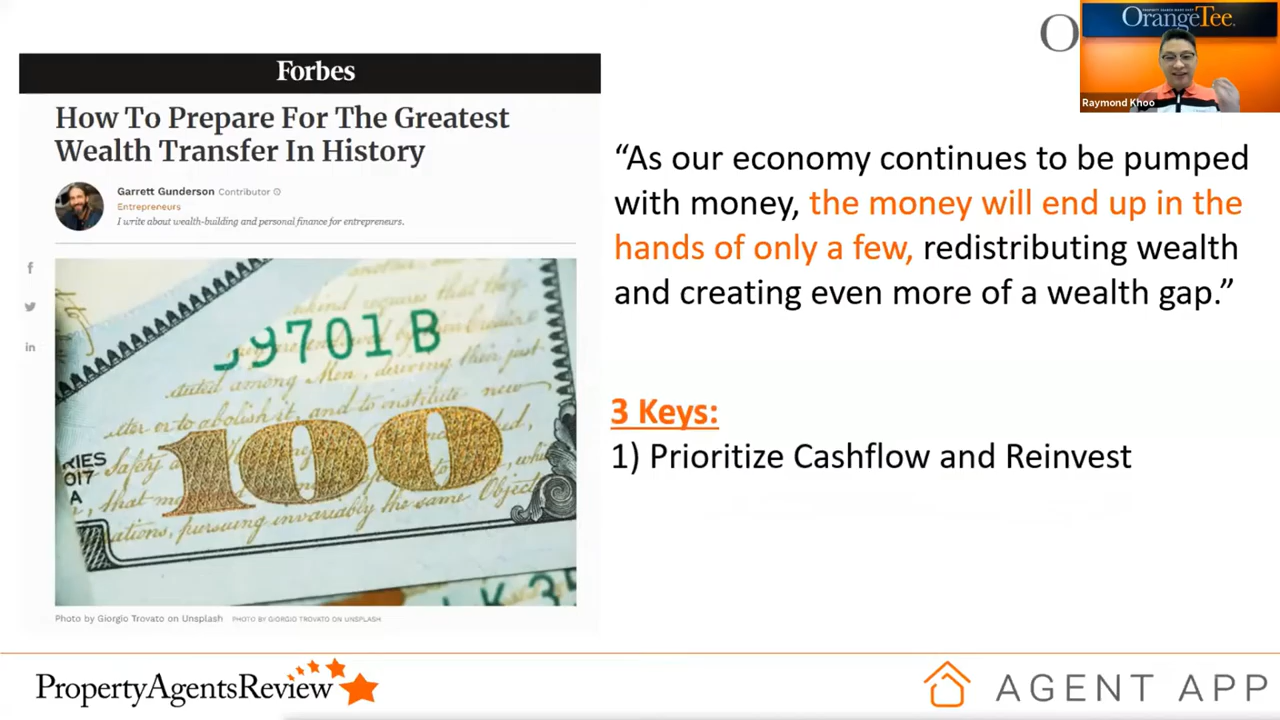 Forbes
How To Prepare For The Greatest
Wealth Transfer In History
Garrett Gunderson Contributor
Entrepreneurs
I write about wealth-building and personal finance for entrepreneurs.
f
in
39701 B
100
RIES
017
A
Photo by Giorgio Trovato on Unsplash PHOTO BY GIORGIO TROVATO ON UNSPLASH
O
OrangeTee
Raymond Khoo
“As our economy continues to be pumped
with money, the money will end up in the
hands of only a few, redistributing wealth
and creating even more of a wealth gap.”
3 Keys:
1) Prioritize Cashflow and Reinvest
PropertyAgentsReview
AGENT APP